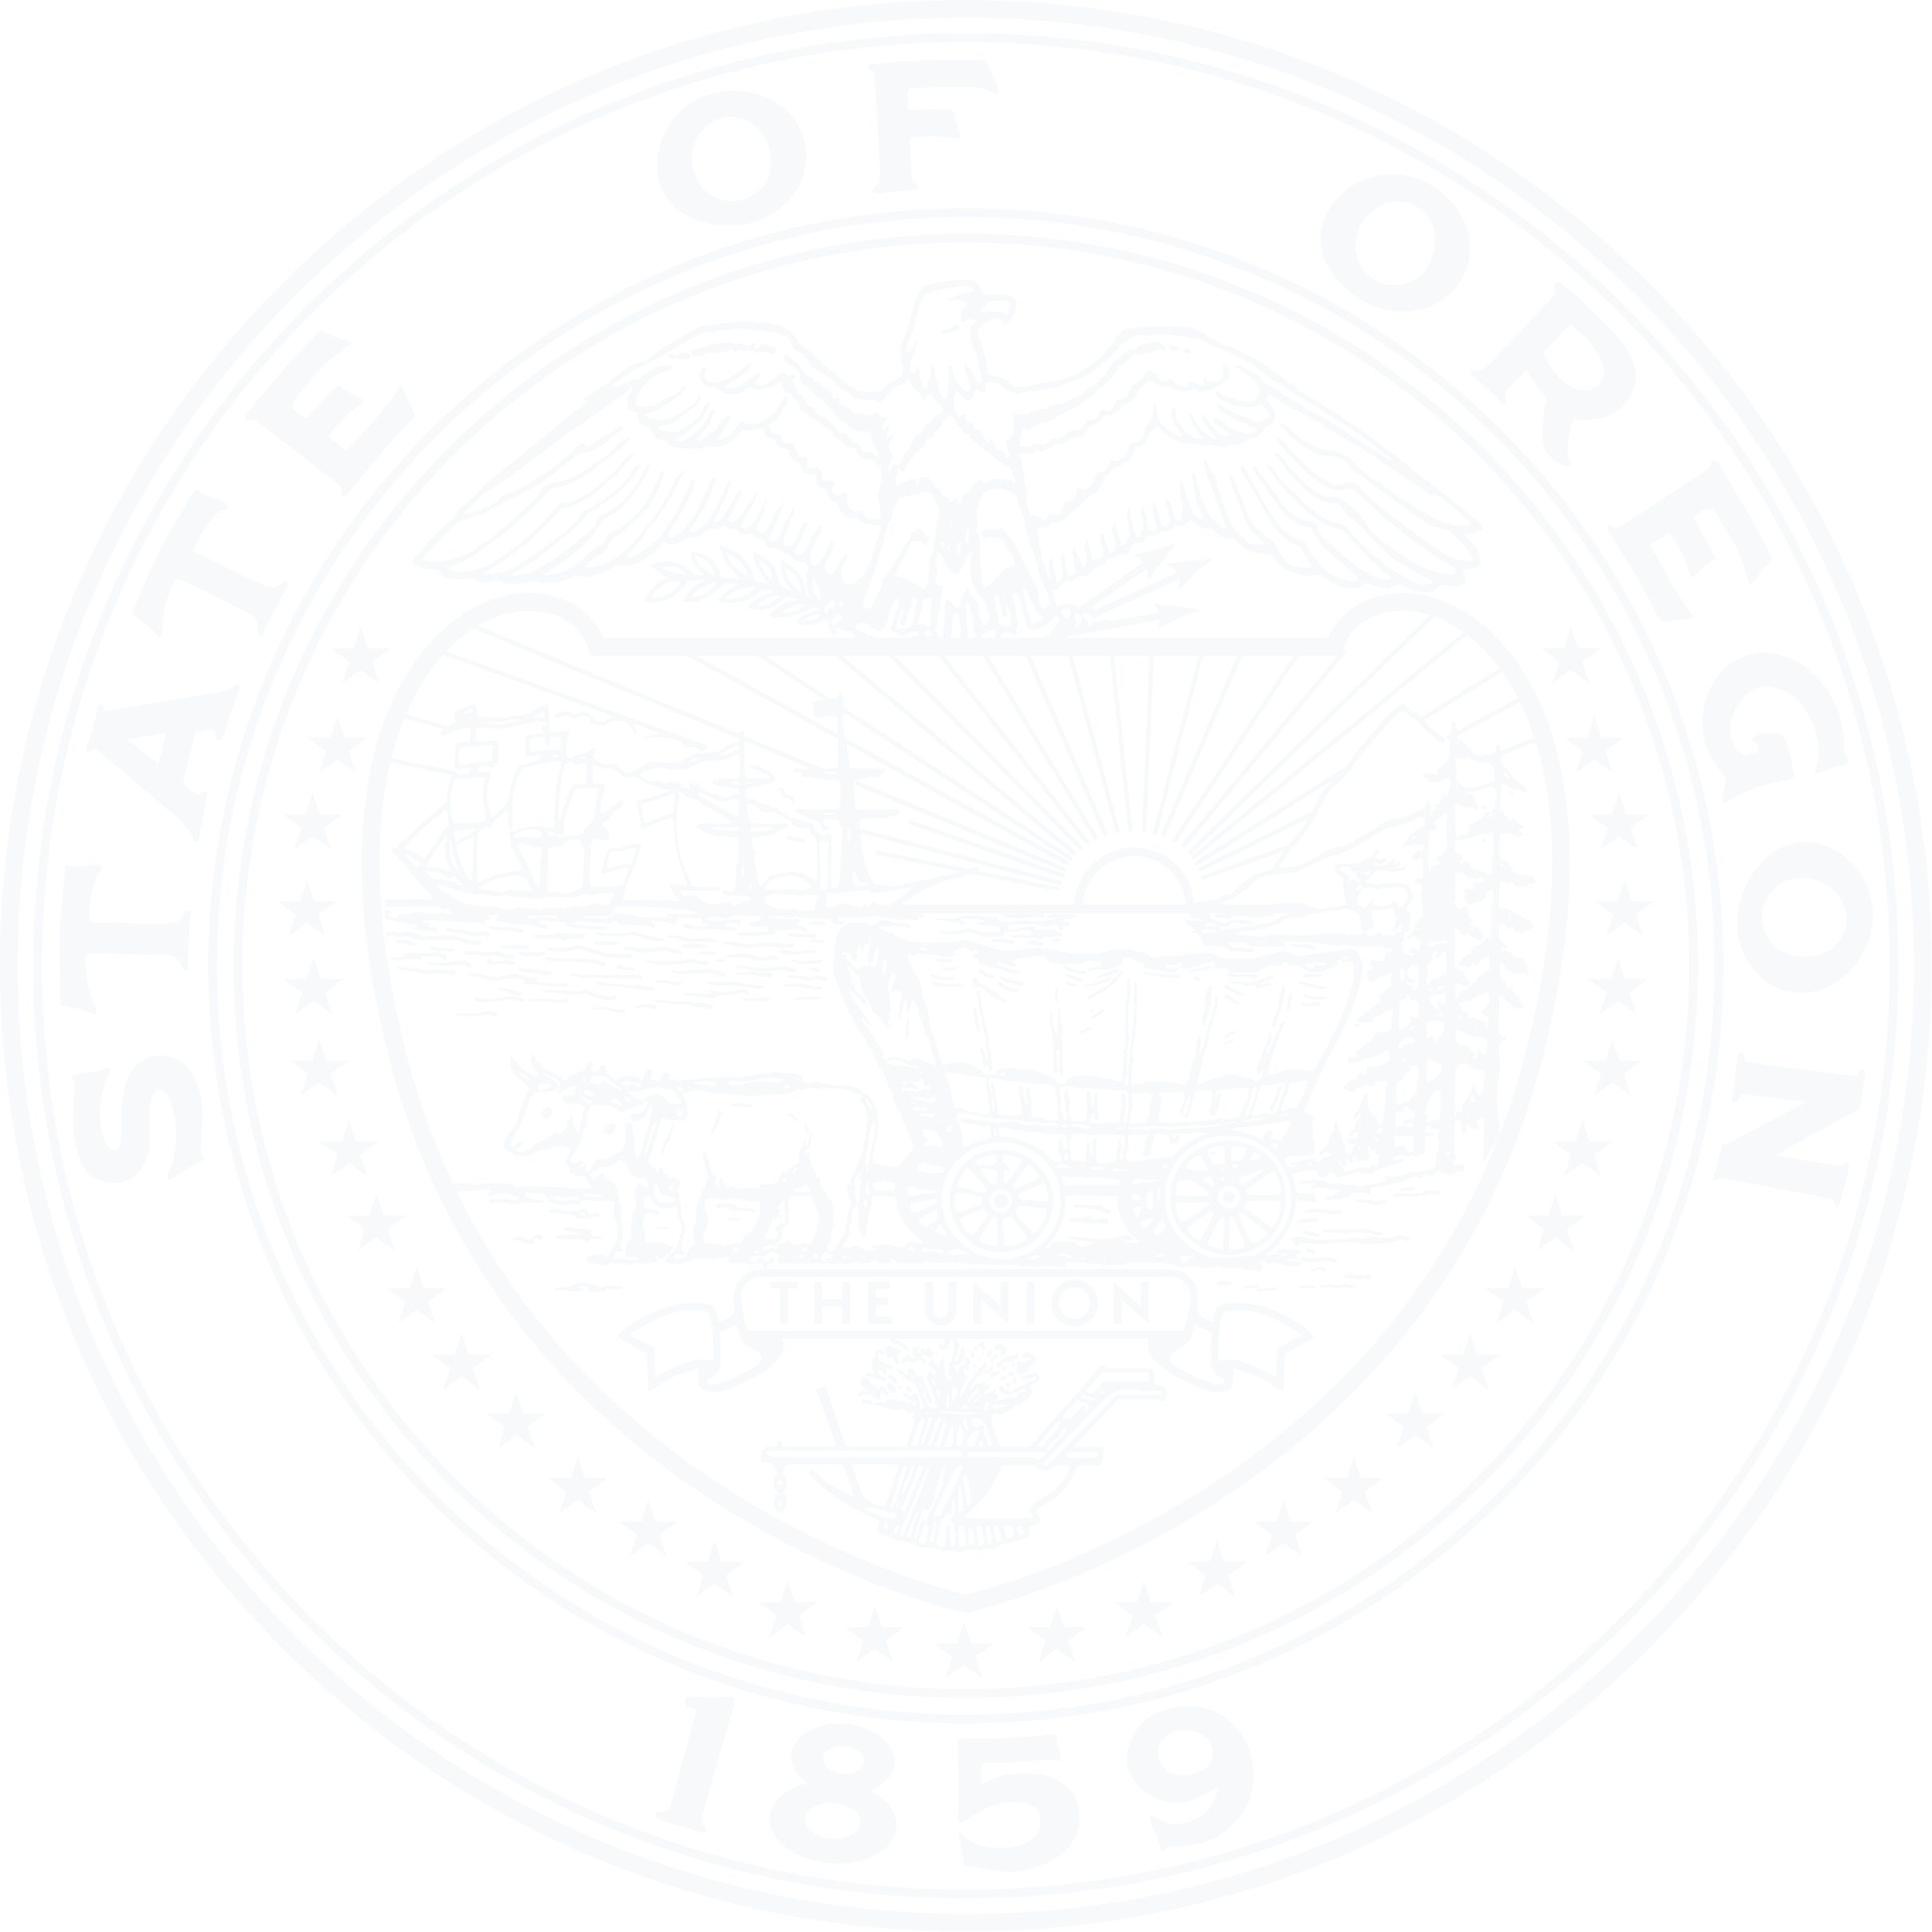 STATE OF OREGON
THE UNION
1859